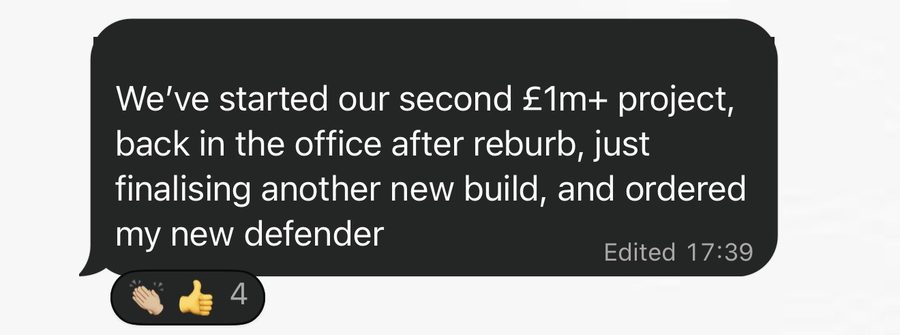 We’ve started our second £1m+ project,
back in the office after reburb, just
finalising another new build, and ordered
my new defender
Edited 17:39
4